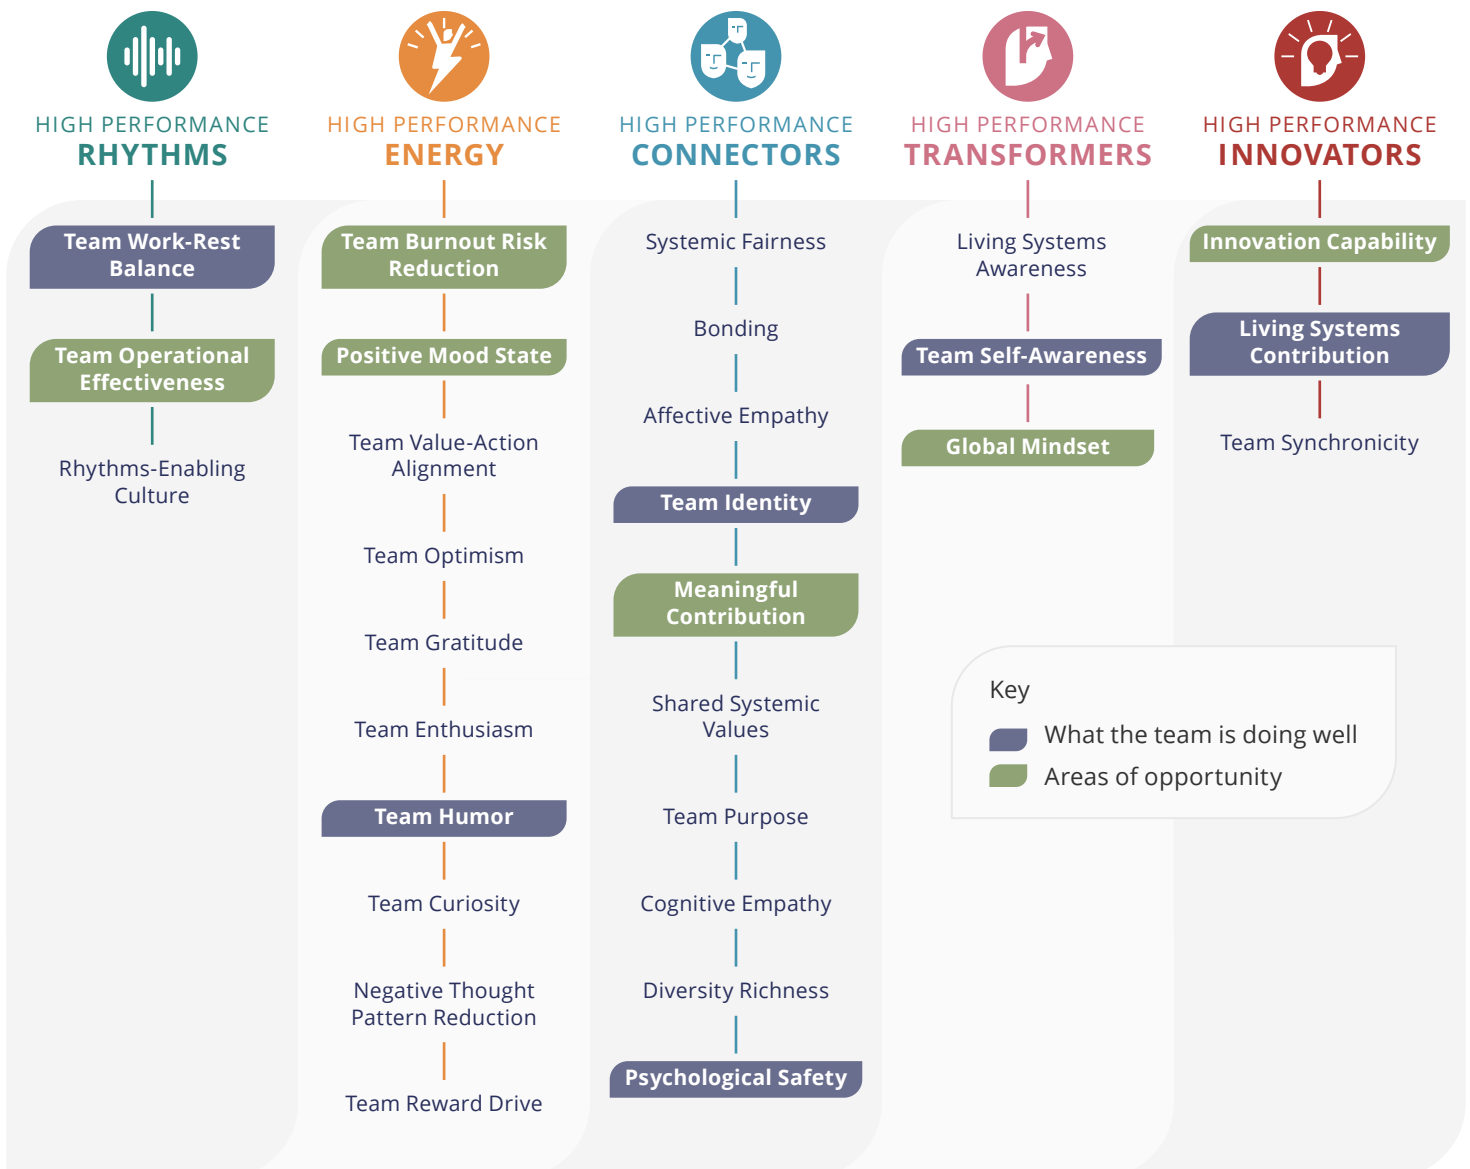 HIGH PERFORMANCE
RHYTHMS
Team Work-Rest
Balance
Team Operational
Effectiveness
Rhythms-Enabling
Culture
HIGH PERFORMANCE
ENERGY
Team Burnout Risk
Reduction
Positive Mood State
Team Value-Action
Alignment
Team Optimism
Team Gratitude
Team Enthusiasm
Team Humor
Team Curiosity
Negative Thought
Pattern Reduction
Team Reward Drive
HIGH PERFORMANCE
CONNECTORS
Systemic Fairness
Bonding
Affective Empathy
Team Identity
Meaningful
Contribution
Shared Systemic
Values
Team Purpose
Cognitive Empathy
Diversity Richness
Psychological Safety
HIGH PERFORMANCE
TRANSFORMERS
Living Systems
Awareness
Team Self-Awareness
Global Mindset
HIGH PERFORMANCE
INNOVATORS
Innovation Capability
Living Systems
Contribution
Team Synchronicity
Key
What the team is doing well
Areas of opportunity